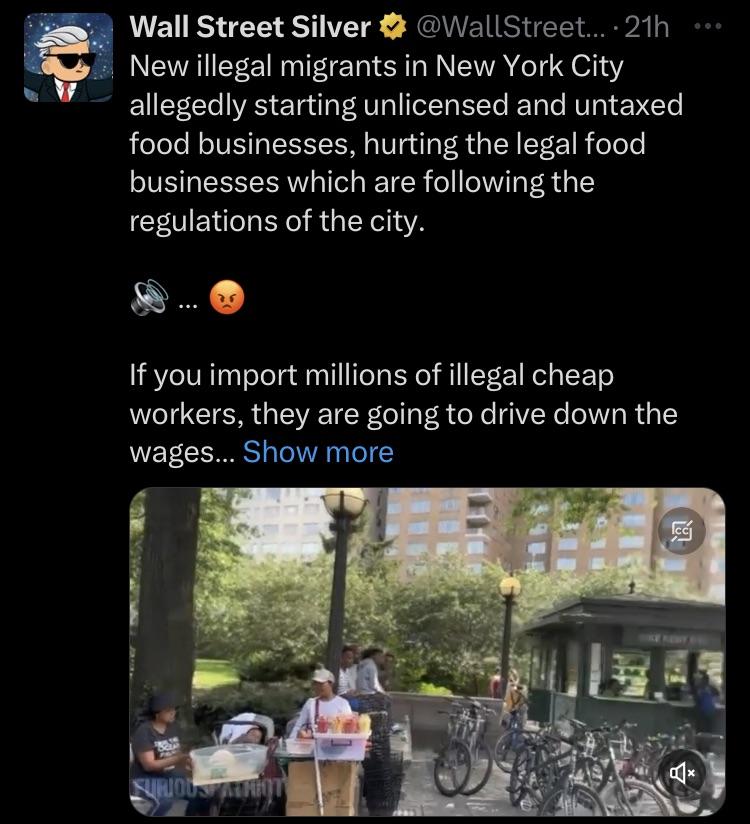 Wall Street Silver @WallStreet... · 21h
New illegal migrants in New York City
allegedly starting unlicensed and untaxed
food businesses, hurting the legal food
businesses which are following the
regulations of the city.
...
If you import millions of illegal cheap
workers, they are going to drive down the
wages... Show more
CC
FURIOUSPATRIOT